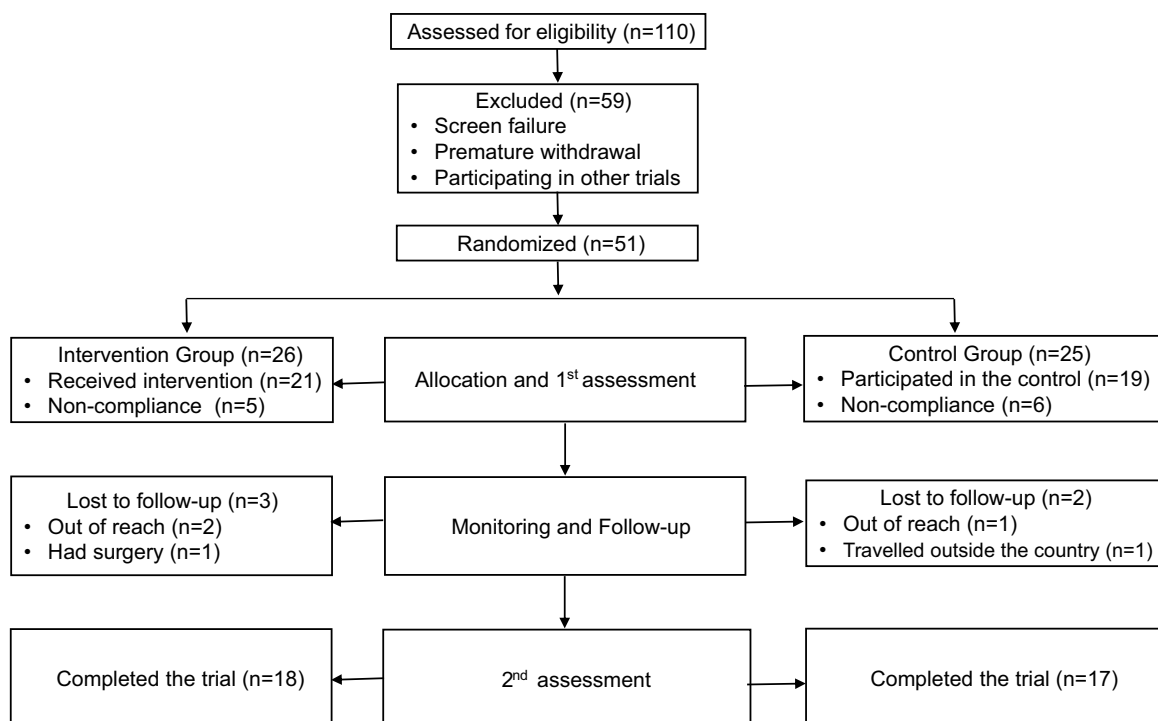 Assessed for eligibility (n=110)
Excluded (n=59)
• Screen failure
• Premature withdrawal
• Participating in other trials
Randomized (n=51)
Intervention Group (n=26)
• Received intervention (n=21)
• Non-compliance (n=5)
Allocation and 1st assessment
Control Group (n=25)
• Participated in the control (n=19)
• Non-compliance (n=6)
Lost to follow-up (n=3)
• Out of reach (n=2)
• Had surgery (n=1)
Monitoring and Follow-up
Lost to follow-up (n=2)
• Out of reach (n=1)
• Travelled outside the country (n=1)
Completed the trial (n=18)
2nd assessment
Completed the trial (n=17)